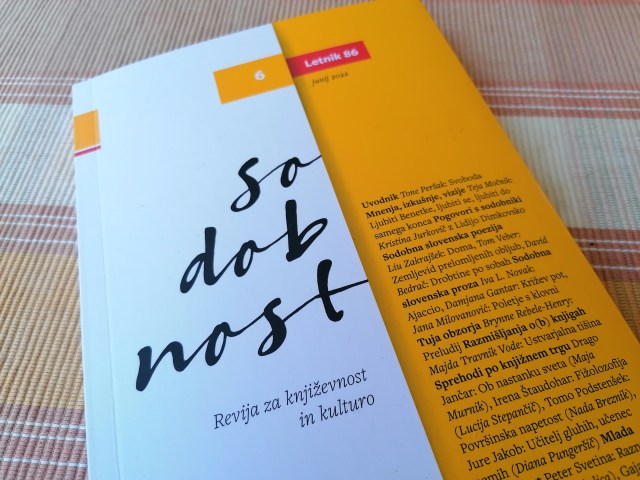 6
Letnik 86
junij 2022
so
dob
nost
Revija za književnost
in kulturo
Uvodnik Tone Peršak: Svoboda
Mnenja, izkušnje, vizije Teja Močnik:
Ljubiti Benetke, ljubiti se, ljubiti do
samega konca Pogovori s sodobniki
Kristina Jurkovič z Lidijo Dimkovsko
Sodobna slovenska poezija
Liu Zakrajšek: Doma, Tom Veber:
Zemljevid prelomljenih obljub, David
Bedrač: Drobtine po sobah Sodobna
slovenska proza Iva L. Novak:
Ajaccio, Damjana Gantar: Križev pot,
Jana Milovanović: Poletje s klovni
Tuja obzorja Brynne Rebele-Henry:
Preludij Razmišljanja o(b) knjigah
Majda Travnik Vode: Ustvarjalna tišina
Sprehodi po knjižnem trgu Drago
Jančar: Ob nastanku sveta (Maja
Murnik), Irena Štaudohar: Fižolozofija
(Lucija Stepančič), Tomo Podstenšek:
Površinska napetost (Nada Breznik),
Jure Jakob: Učitelj gluhih, učenec
nemih (Diana Pungeršič) Mlada
Peter Svetina: Razn
Gaja